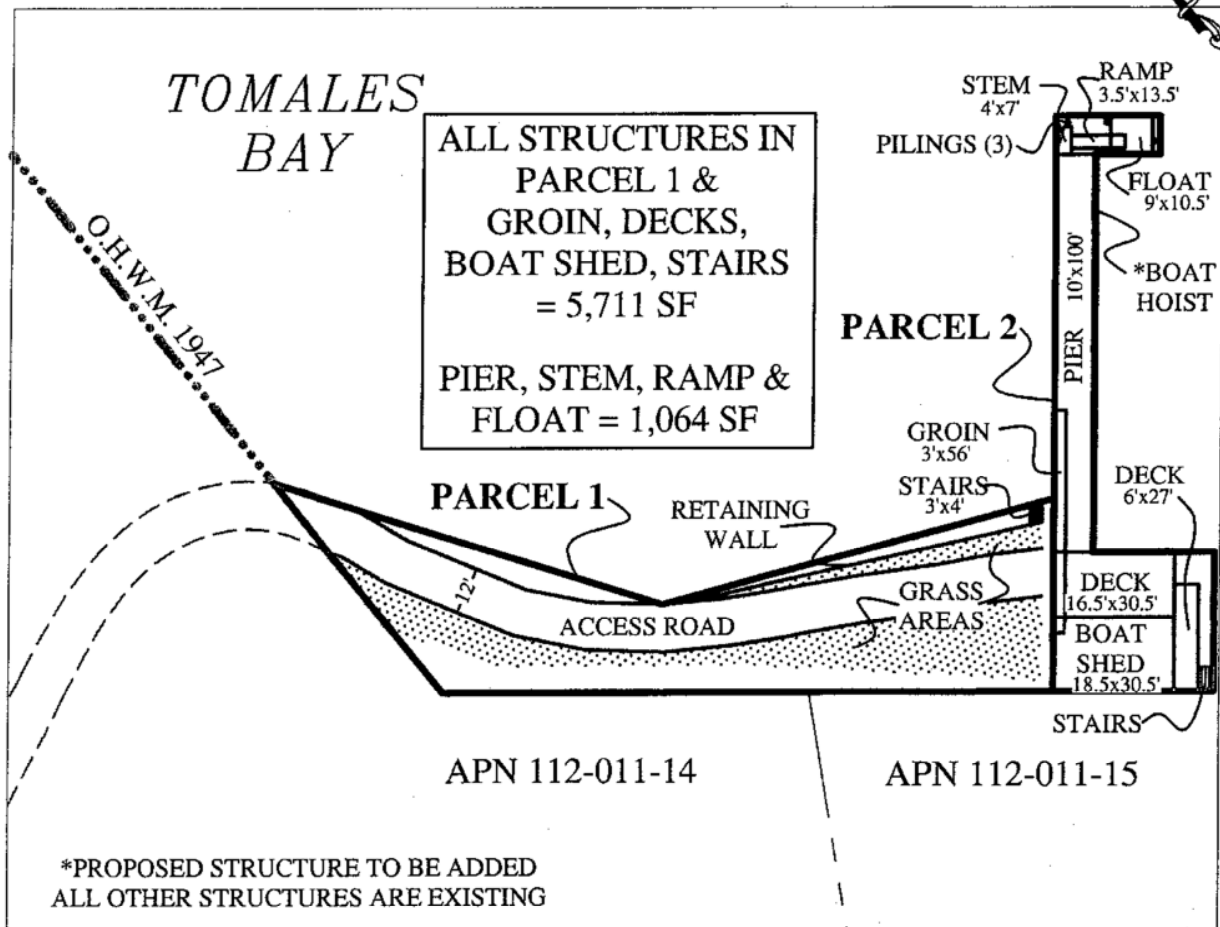 TOMALES
BAY
ALL STRUCTURES IN
PARCEL 1 &
GROIN, DECKS,
BOAT SHED, STAIRS
= 5,711 SF
PIER, STEM, RAMP &
FLOAT = 1,064 SF
STEM
4'x7'
RAMP
3.5'x13.5'
PILINGS (3)
FLOAT
9'x10.5'
*BOAT
HOIST
PIER 10'x100'
O.H.W.M. 1947
PARCEL 2
GROIN
3'x56'
STAIRS
3'x4'
DECK
6'x27'
PARCEL 1
RETAINING
WALL
12'
ACCESS ROAD
GRASS
AREAS
DECK
16.5'x30.5'
BOAT
SHED
18.5x30.5'
STAIRS
APN 112-011-14
APN 112-011-15
*PROPOSED STRUCTURE TO BE ADDED
ALL OTHER STRUCTURES ARE EXISTING